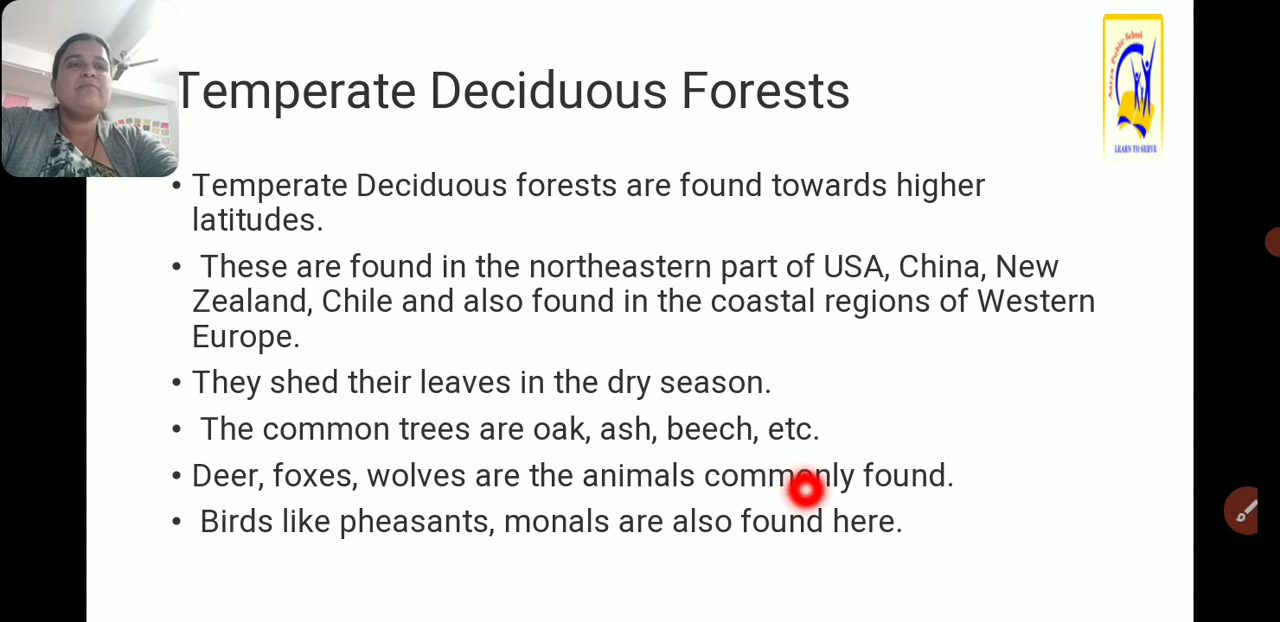 Temperate Deciduous Forests
Aarya Public School
LEARN TO SERVE
• Temperate Deciduous forests are found towards higher
latitudes.
• These are found in the northeastern part of USA, China, New
Zealand, Chile and also found in the coastal regions of Western
Europe.
• They shed their leaves in the dry season.
• The common trees are oak, ash, beech, etc.
• Deer, foxes, wolves are the animals commonly found.
• Birds like pheasants, monals are also found here.